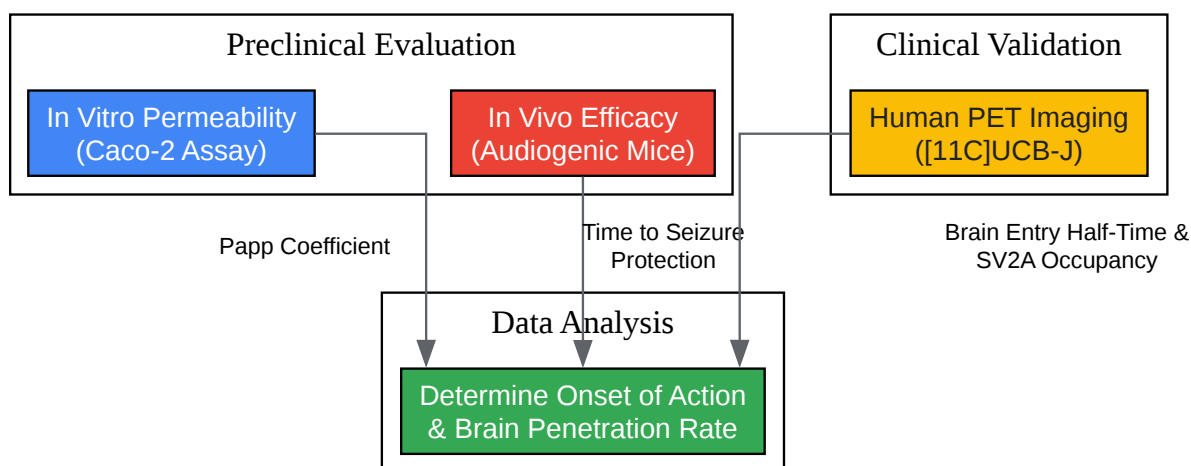 Preclinical Evaluation
Clinical Validation
In Vitro Permeability
(Caco-2 Assay)
In Vivo Efficacy
(Audiogenic Mice)
Human PET Imaging
([11C]UCB-J)
Papp Coefficient
Time to Seizure
Protection
Brain Entry Half-Time &
SV2A Occupancy
Data Analysis
Determine Onset of Action
& Brain Penetration Rate